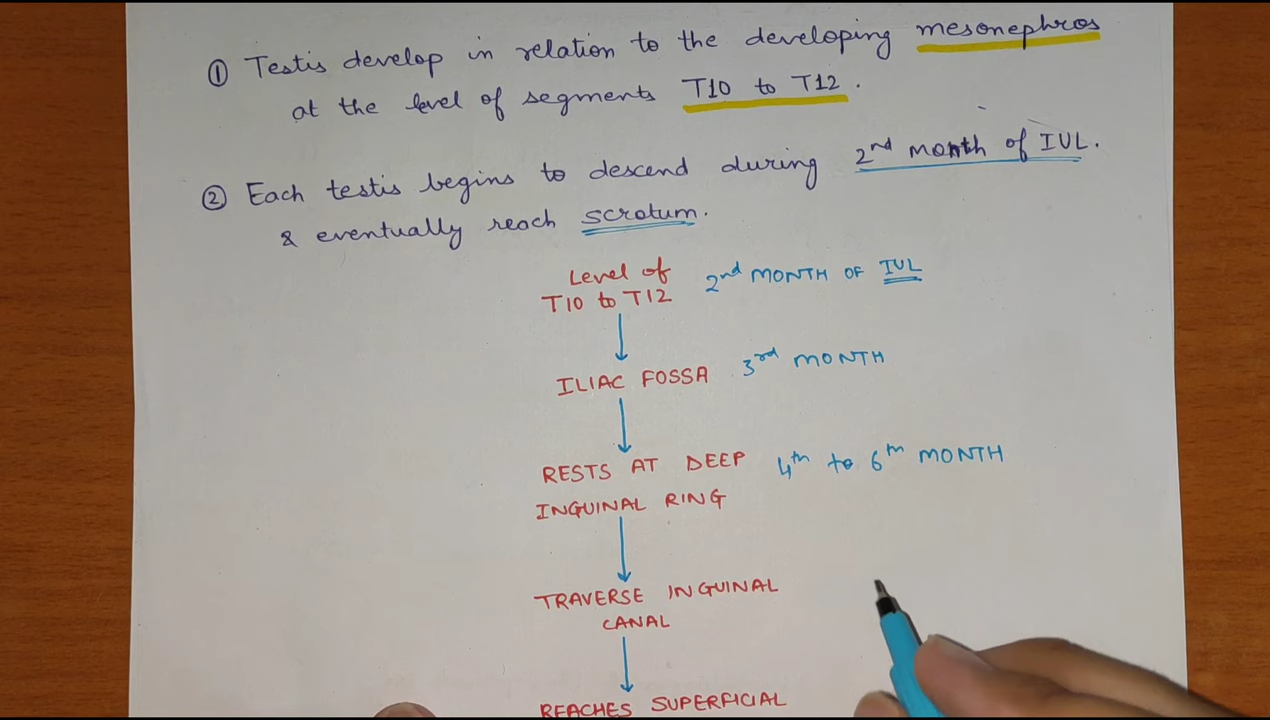 ① Testis develop in relation to the developing mesonephros
at the level of segments T10 to T12.
② Each testis begins to descend during 2nd month of IUL.
& eventually reach scrotum.
Level of
T10 to T12 2nd MONTH OF IUL
ILIAC FOSSA 3rd MONTH
RESTS AT DEEP 4th to 6th MONTH
INGUINAL RING
TRAVERSE INGUINAL
CANAL
REACHES SUPERFICIAL